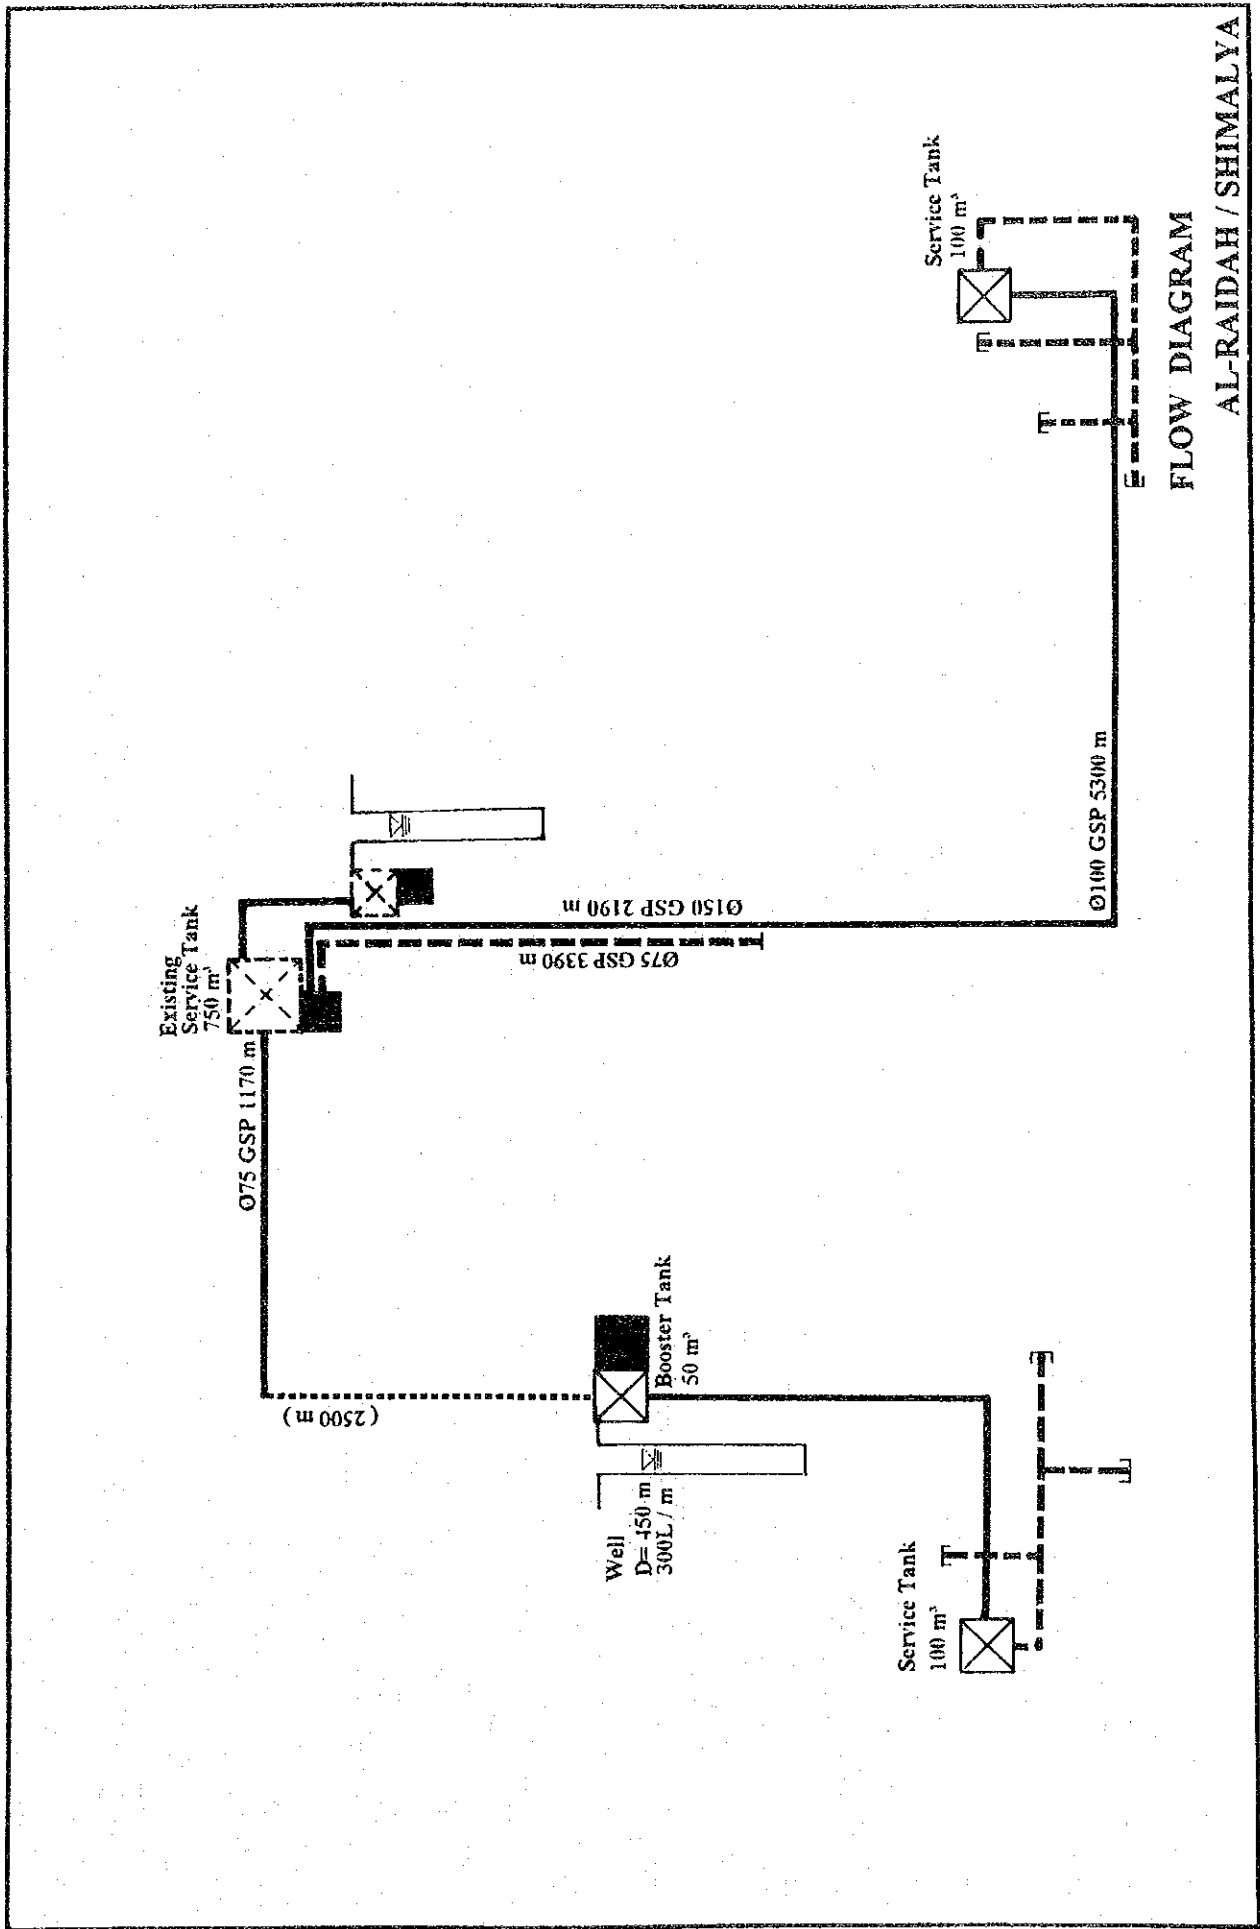 Existing
Service Tank
750 m³
Ø75 GSP 1170 m
( 2500 m )
Ø150 GSP 2190 m
Ø75 GSP 3390 m
Booster Tank
50 m³
Well
D= 450 m
300L / m
Service Tank
100 m³
Service Tank
100 m³
Ø100 GSP 5300 m
FLOW DIAGRAM
AL-RAIDAH / SHIMALYA